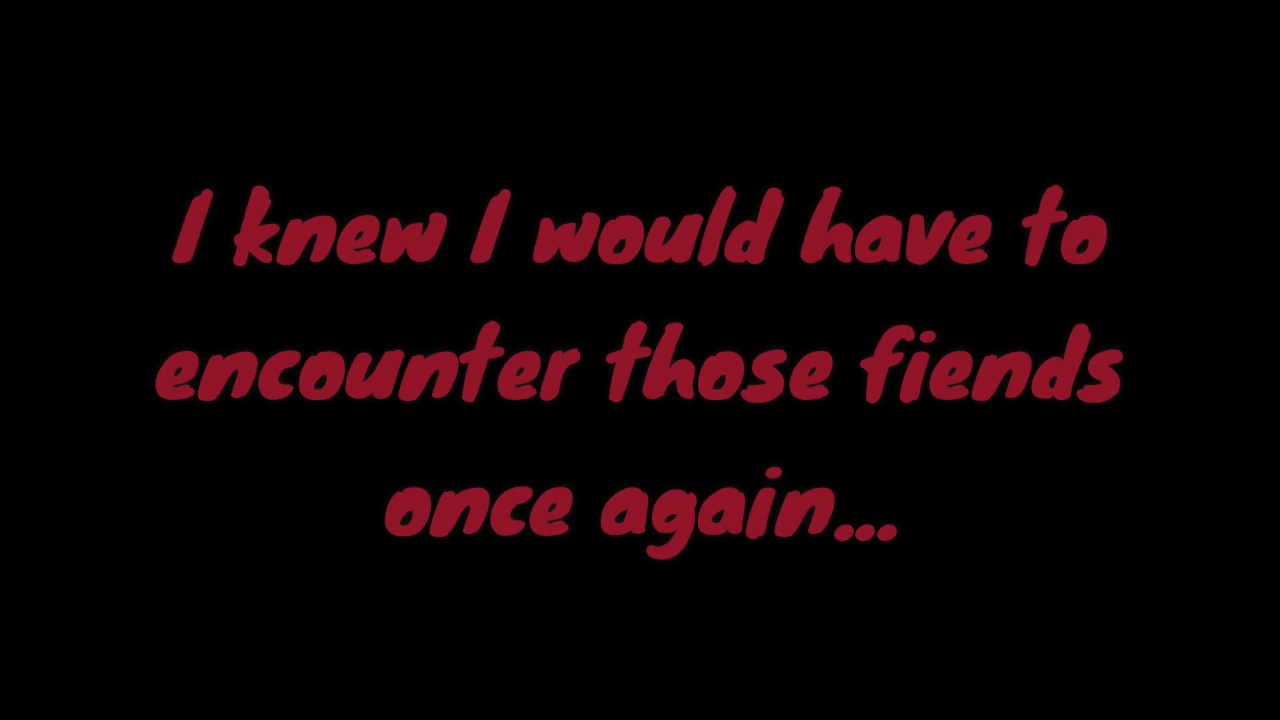 I knew I would have to
encounter those fiends
once again...